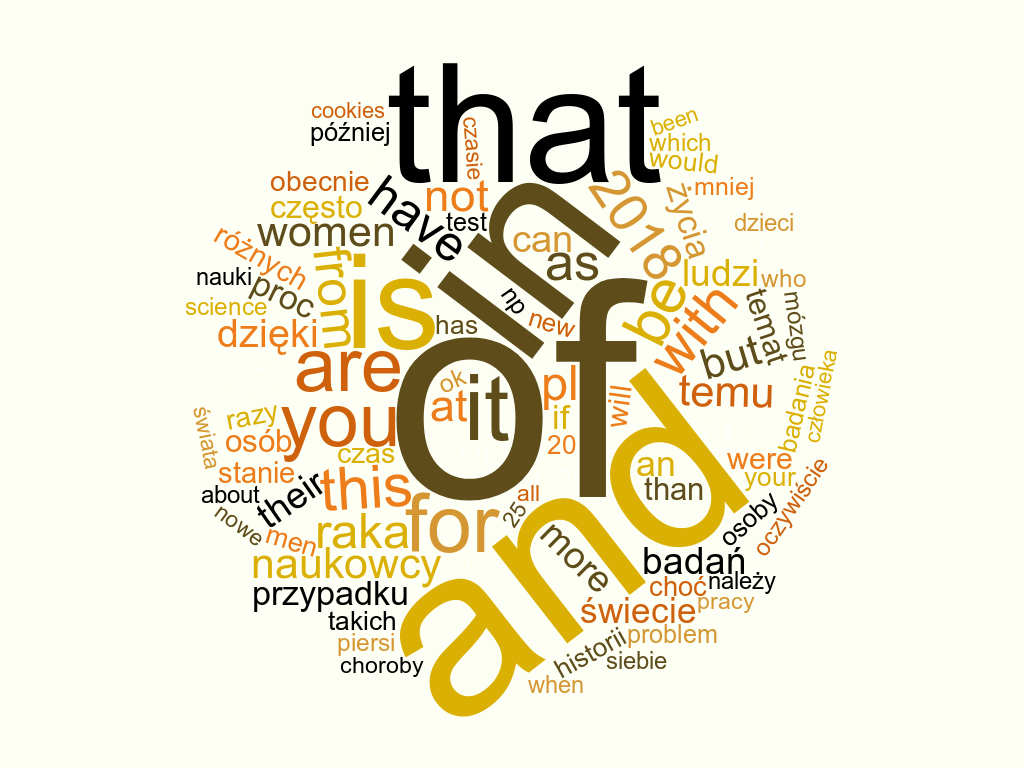 that
cookies
później
czasie
been
which
would
obecnie
często
women
have
not
test
in
2018
życia
mniej
dzieci
różnych
nauki
proc
science
dzięki
from
is
has
can
as
np
new
be
ludzi
who
with
temat
mózgu
but
temu
are
you
of
it
ok
at
pl
if
20
will
badania
człowieka
świata
razy
osób
stanie
czas
this
about
their
nowe
men
raka
for
25
all
and
an
than
were
your
oczywiście
osoby
more
badań
naukowcy
przypadku
takich
piersi
choroby
choć
należy
pracy
świecie
problem
historii
siebie
when